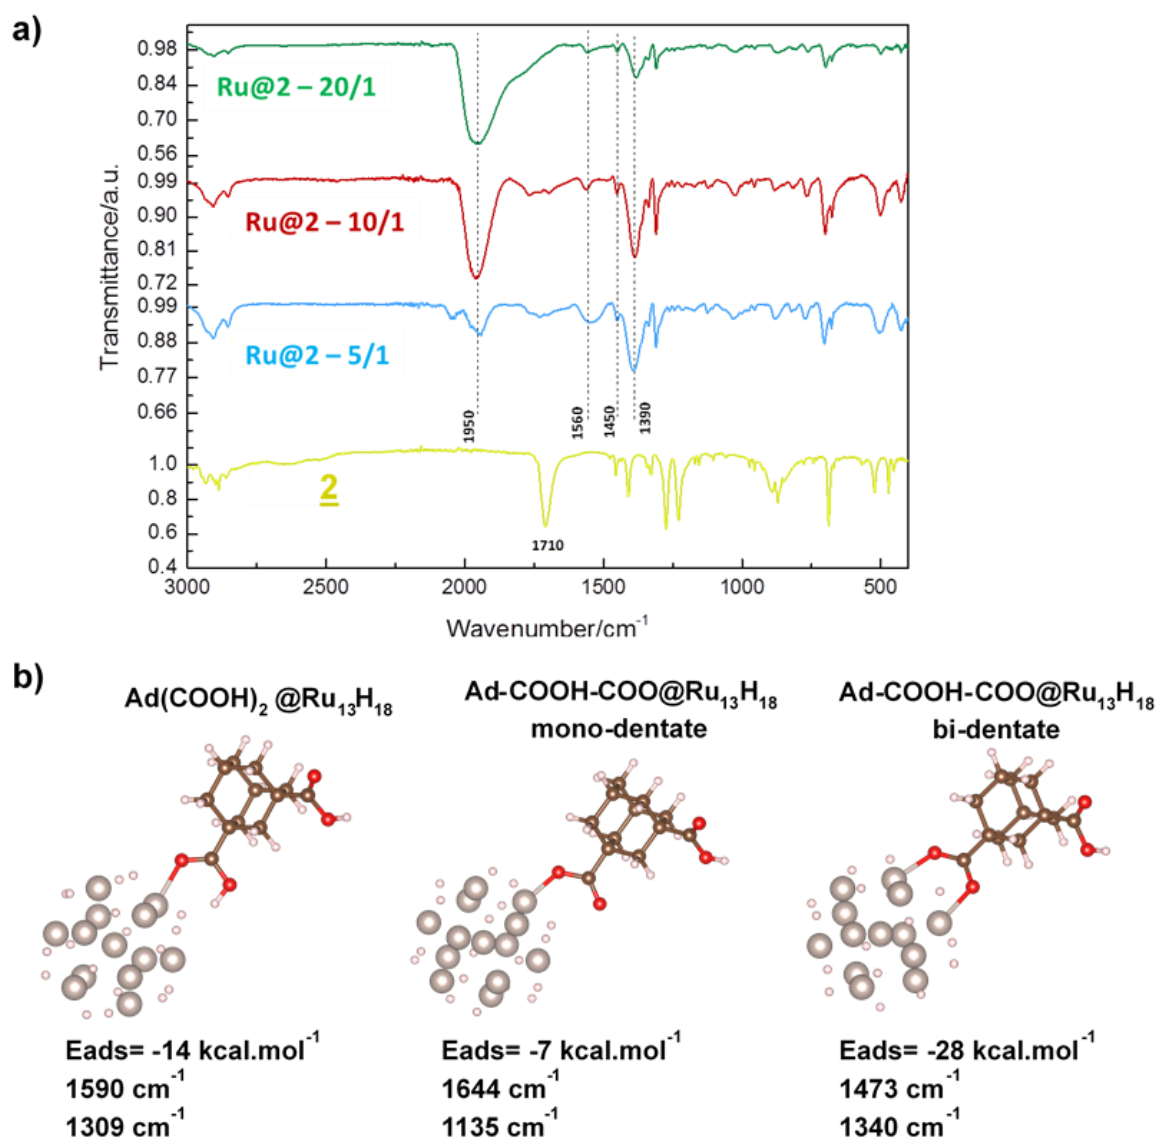 a)
0.98
0.84
0.70
0.56
0.99
0.90
0.81
0.72
0.99
0.88
0.77
0.66
1.0
0.8
0.6
0.4
Transmittance/a.u.
Ru@2 – 20/1
Ru@2 – 10/1
Ru@2 – 5/1
1950
1560
1450
1390
2
1710
3000 2500 2000 1500 1000 500
Wavenumber/cm⁻¹
b)
Ad(COOH)₂ @Ru₁₃H₁₈
Ad-COOH-COO@Ru₁₃H₁₈
mono-dentate
Ad-COOH-COO@Ru₁₃H₁₈
bi-dentate
Eads= -14 kcal.mol⁻¹
1590 cm⁻¹
1309 cm⁻¹
Eads= -7 kcal.mol⁻¹
1644 cm⁻¹
1135 cm⁻¹
Eads= -28 kcal.mol⁻¹
1473 cm⁻¹
1340 cm⁻¹